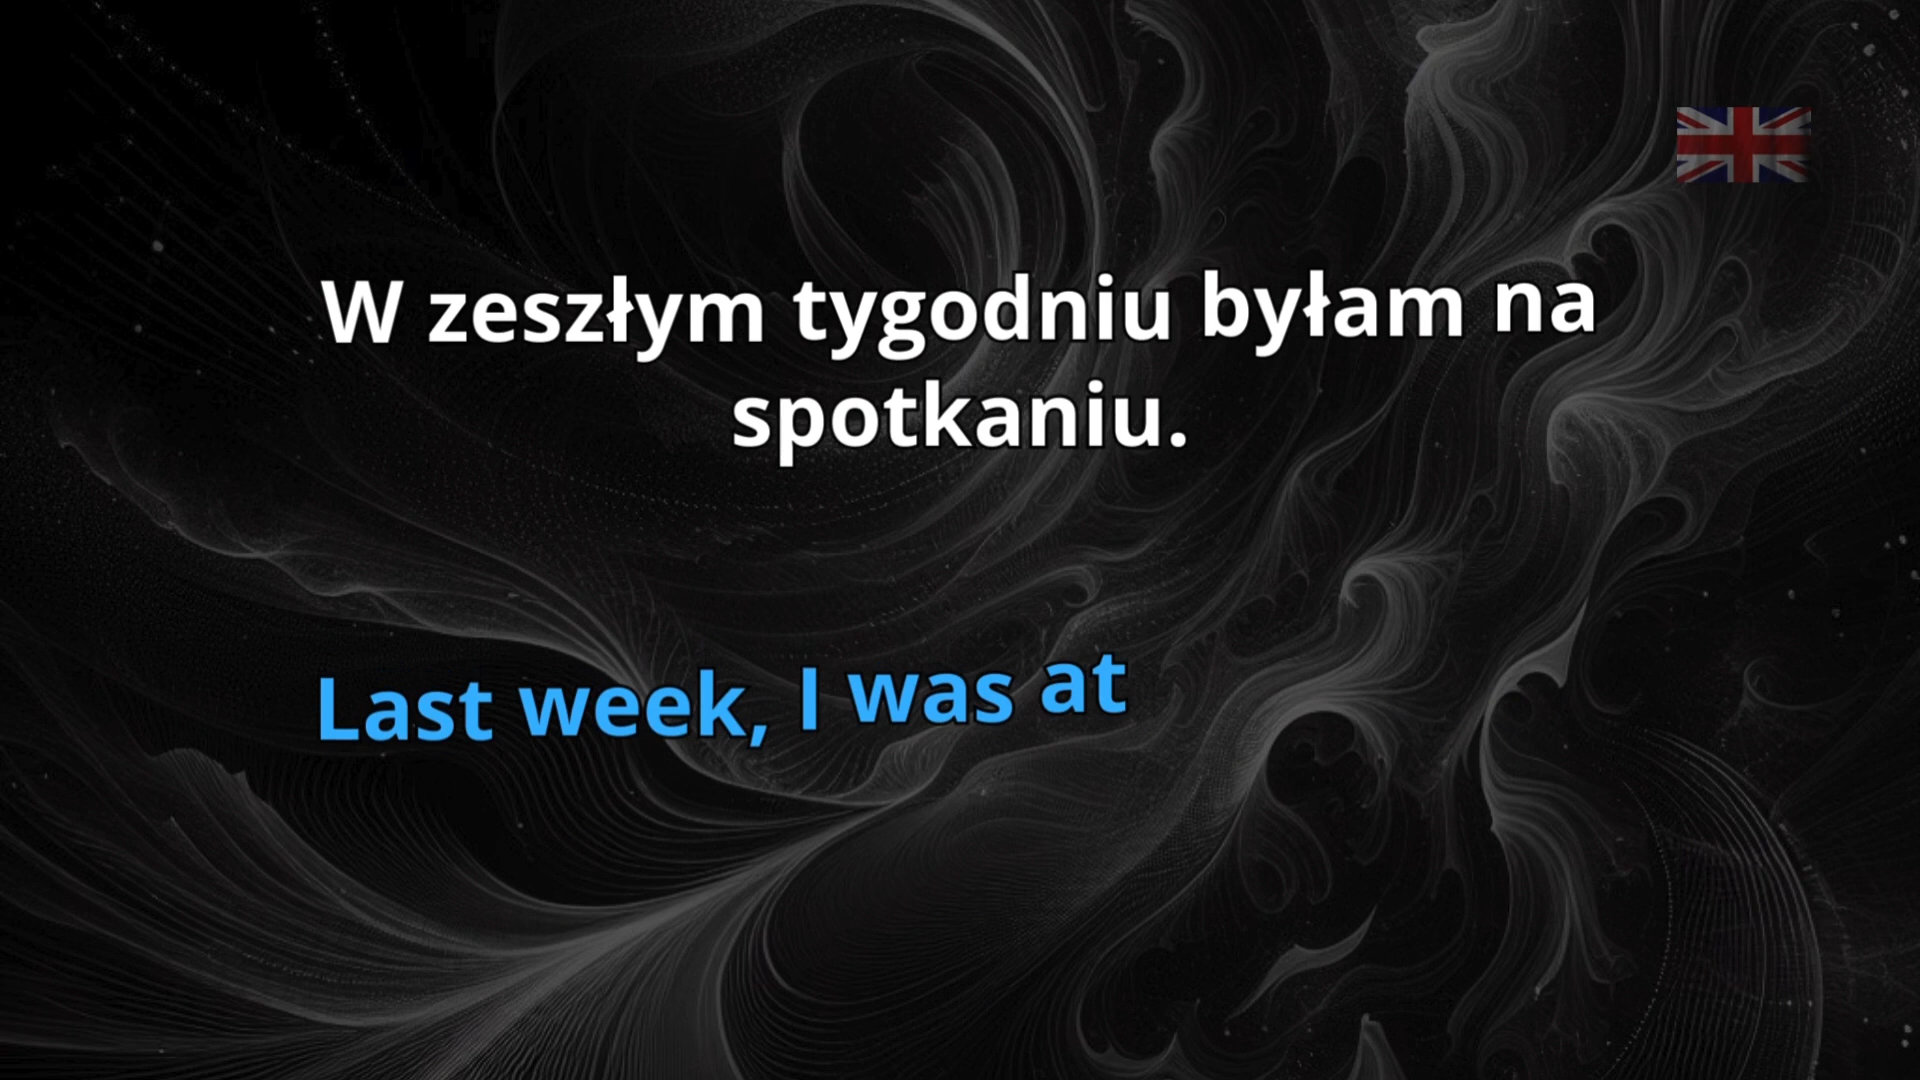 W zeszłym tygodniu byłam na
spotkaniu.
Last week, I was at